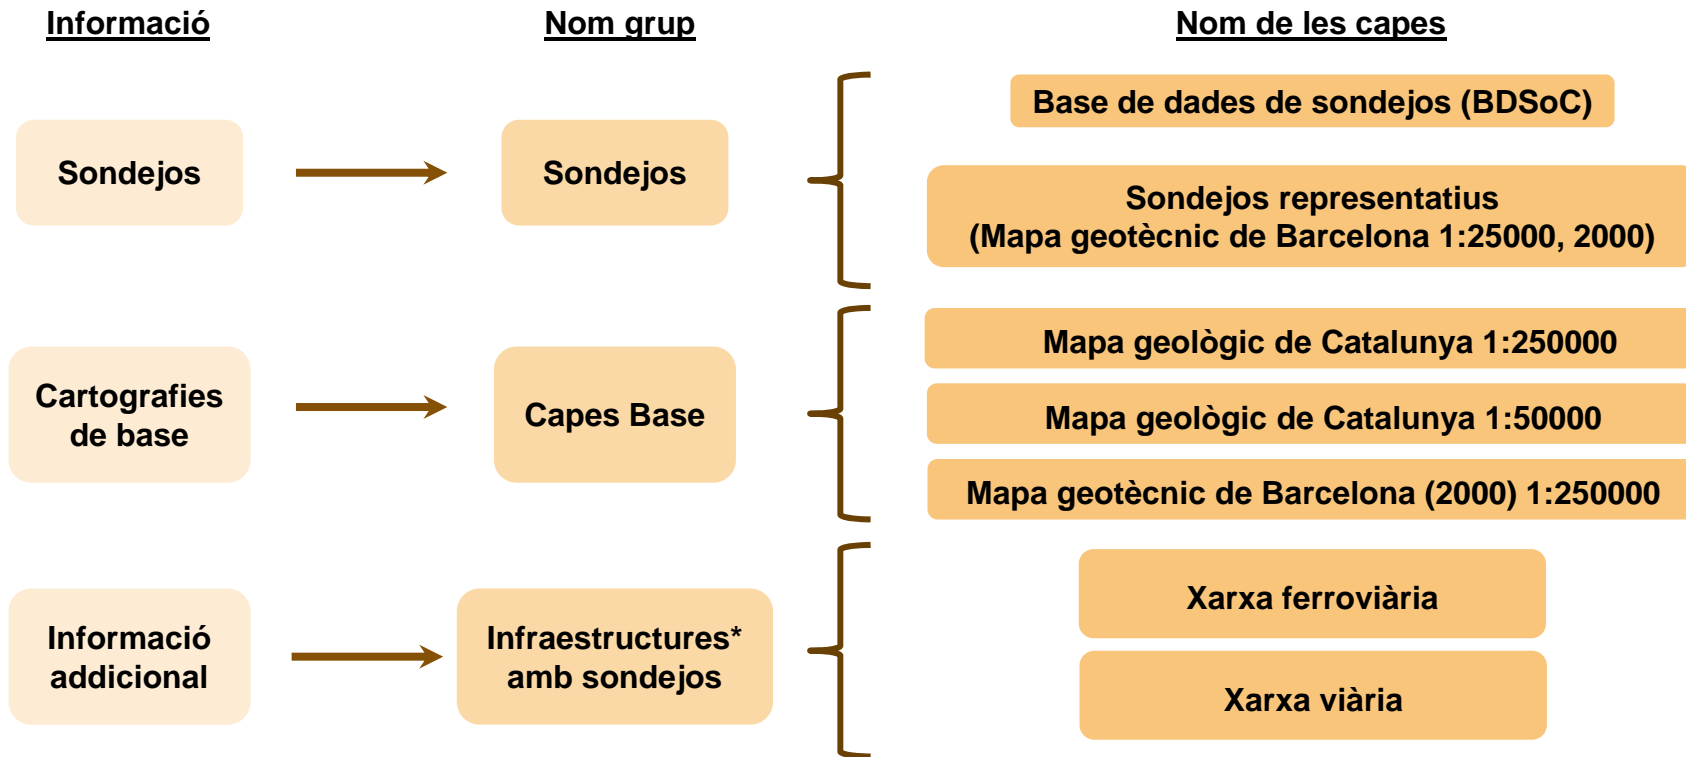 Informació
Nom grup
Nom de les capes
Sondejos
Sondejos
Base de dades de sondejos (BDSoC)
Sondejos representatius
(Mapa geotècnic de Barcelona 1:25000, 2000)
Cartografies
de base
Capes Base
Mapa geològic de Catalunya 1:250000
Mapa geològic de Catalunya 1:50000
Mapa geotècnic de Barcelona (2000) 1:250000
Informació
addicional
Infraestructures*
amb sondejos
Xarxa ferroviària
Xarxa viària